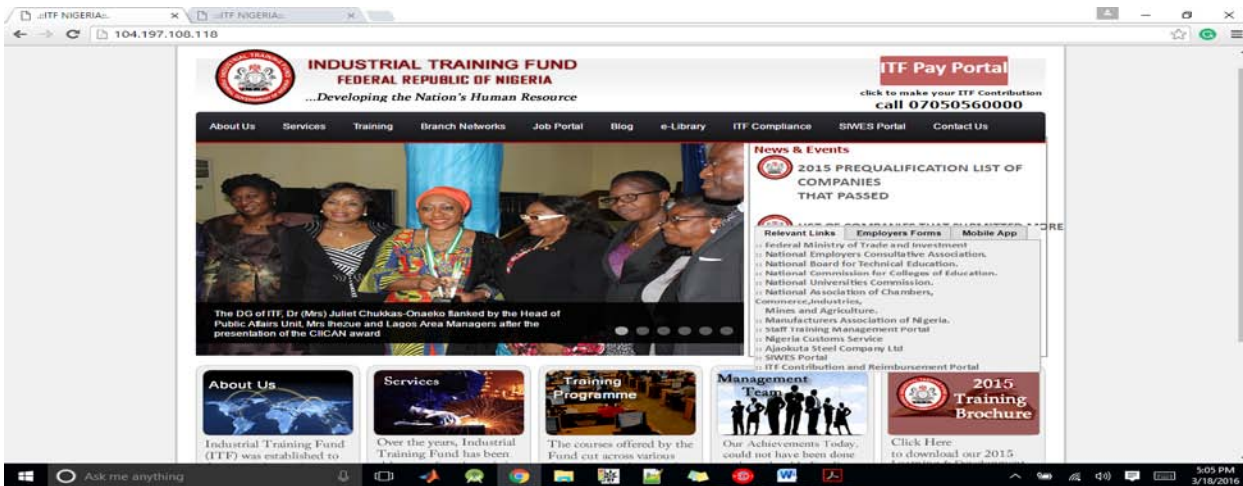 .::ITF NIGERIA::.
.::ITF NIGERIA::.
104.197.108.118
INDUSTRIAL TRAINING FUND
FEDERAL REPUBLIC OF NIGERIA
...Developing the Nation's Human Resource
ITF Pay Portal
click to make your ITF Contribution
call 07050560000
About Us Services Training Branch Networks Job Portal Blog e-Library ITF Compliance SIWES Portal Contact Us
News & Events
2015 PREQUALIFICATION LIST OF
COMPANIES
THAT PASSED
LIST OF COMPANIES THAT SUBMITTED MORE
Relevant Links Employers Forms Mobile App
:: Federal Ministry of Trade and Investment
:: National Employers Consultative Association.
:: National Board for Technical Education.
:: National Commission for Colleges of Education.
:: National Universities Commission.
:: National Association of Chambers,
Commerce,Industries,
Mines and Agriculture.
:: Manufacturers Association of Nigeria.
:: Staff Training Management Portal
:: Nigeria Customs Service
:: Ajaokuta Steel Company Ltd
:: SIWES Portal
:: ITF Contribution and Reimbursement Portal
The DG of ITF, Dr (Mrs) Juliet Chukkas-Onaeko flanked by the Head of
Public Affairs Unit, Mrs Ihezue and Lagos Area Managers after the
presentation of the CIICAN award
About Us
Industrial Training Fund
(ITF) was established to
Services
Over the years, Industrial
Training Fund has been
Training
Programme
The courses offered by the
Fund cut across various
Management
Team
Our Achievements Today,
could not have been done
2015
Training
Brochure
Click Here
to download our 2015
Ask me anything
5:05 PM
3/18/2016